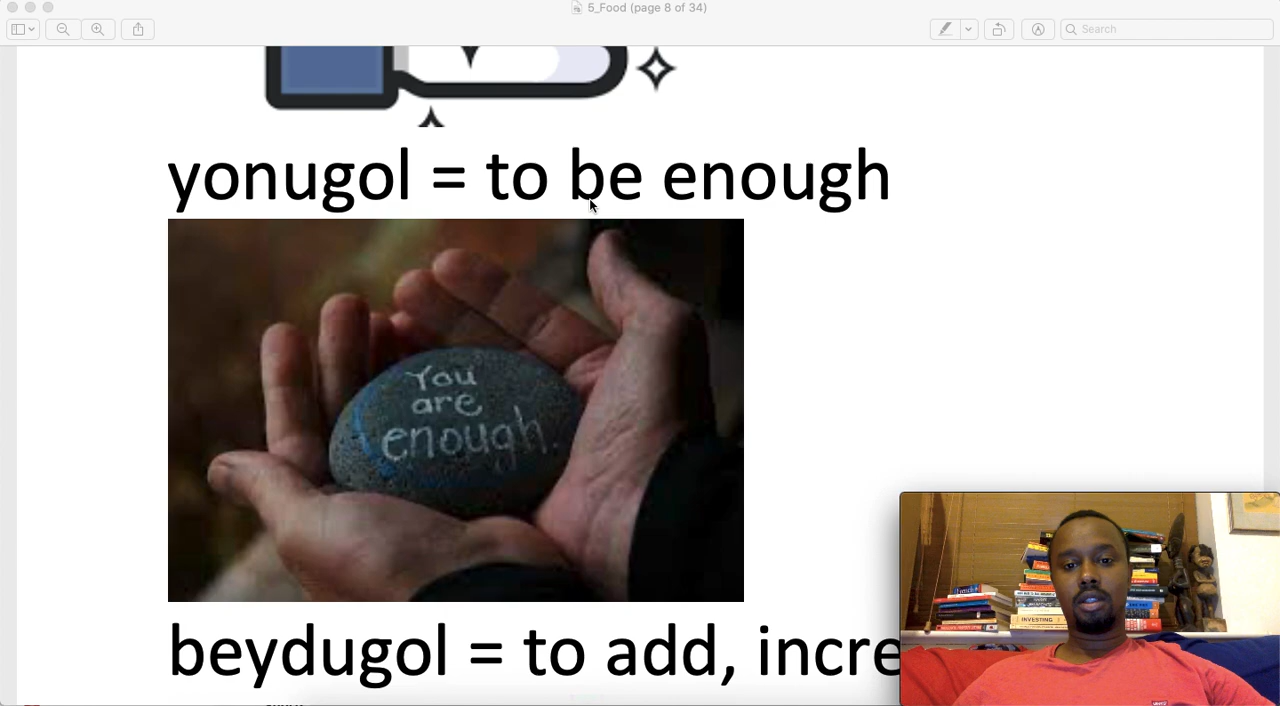 5_Food (page 8 of 34)
Search
yonugol = to be enough
You
are
enough.
beydugol = to add, incre
INVESTING